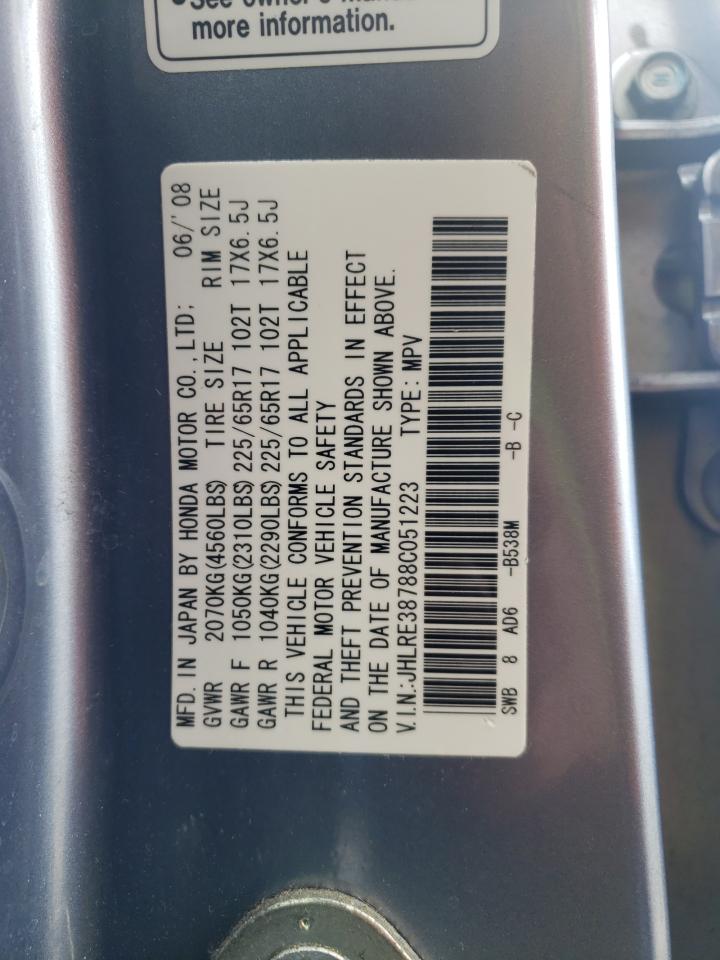 •See owner's manual
more information.
MFD. IN JAPAN BY HONDA MOTOR CO., LTD; 06/'08
GVWR 2070KG(4560LBS) TIRE SIZE RIM SIZE
GAWR F 1050KG(2310LBS) 225/65R17 102T 17X6.5J
GAWR R 1040KG(2290LBS) 225/65R17 102T 17X6.5J
THIS VEHICLE CONFORMS TO ALL APPLICABLE
FEDERAL MOTOR VEHICLE SAFETY
AND THEFT PREVENTION STANDARDS IN EFFECT
ON THE DATE OF MANUFACTURE SHOWN ABOVE.
V.I.N.:JHLRE38788C051223 TYPE: MPV
SWB 8 AD6 -B538M -B -C